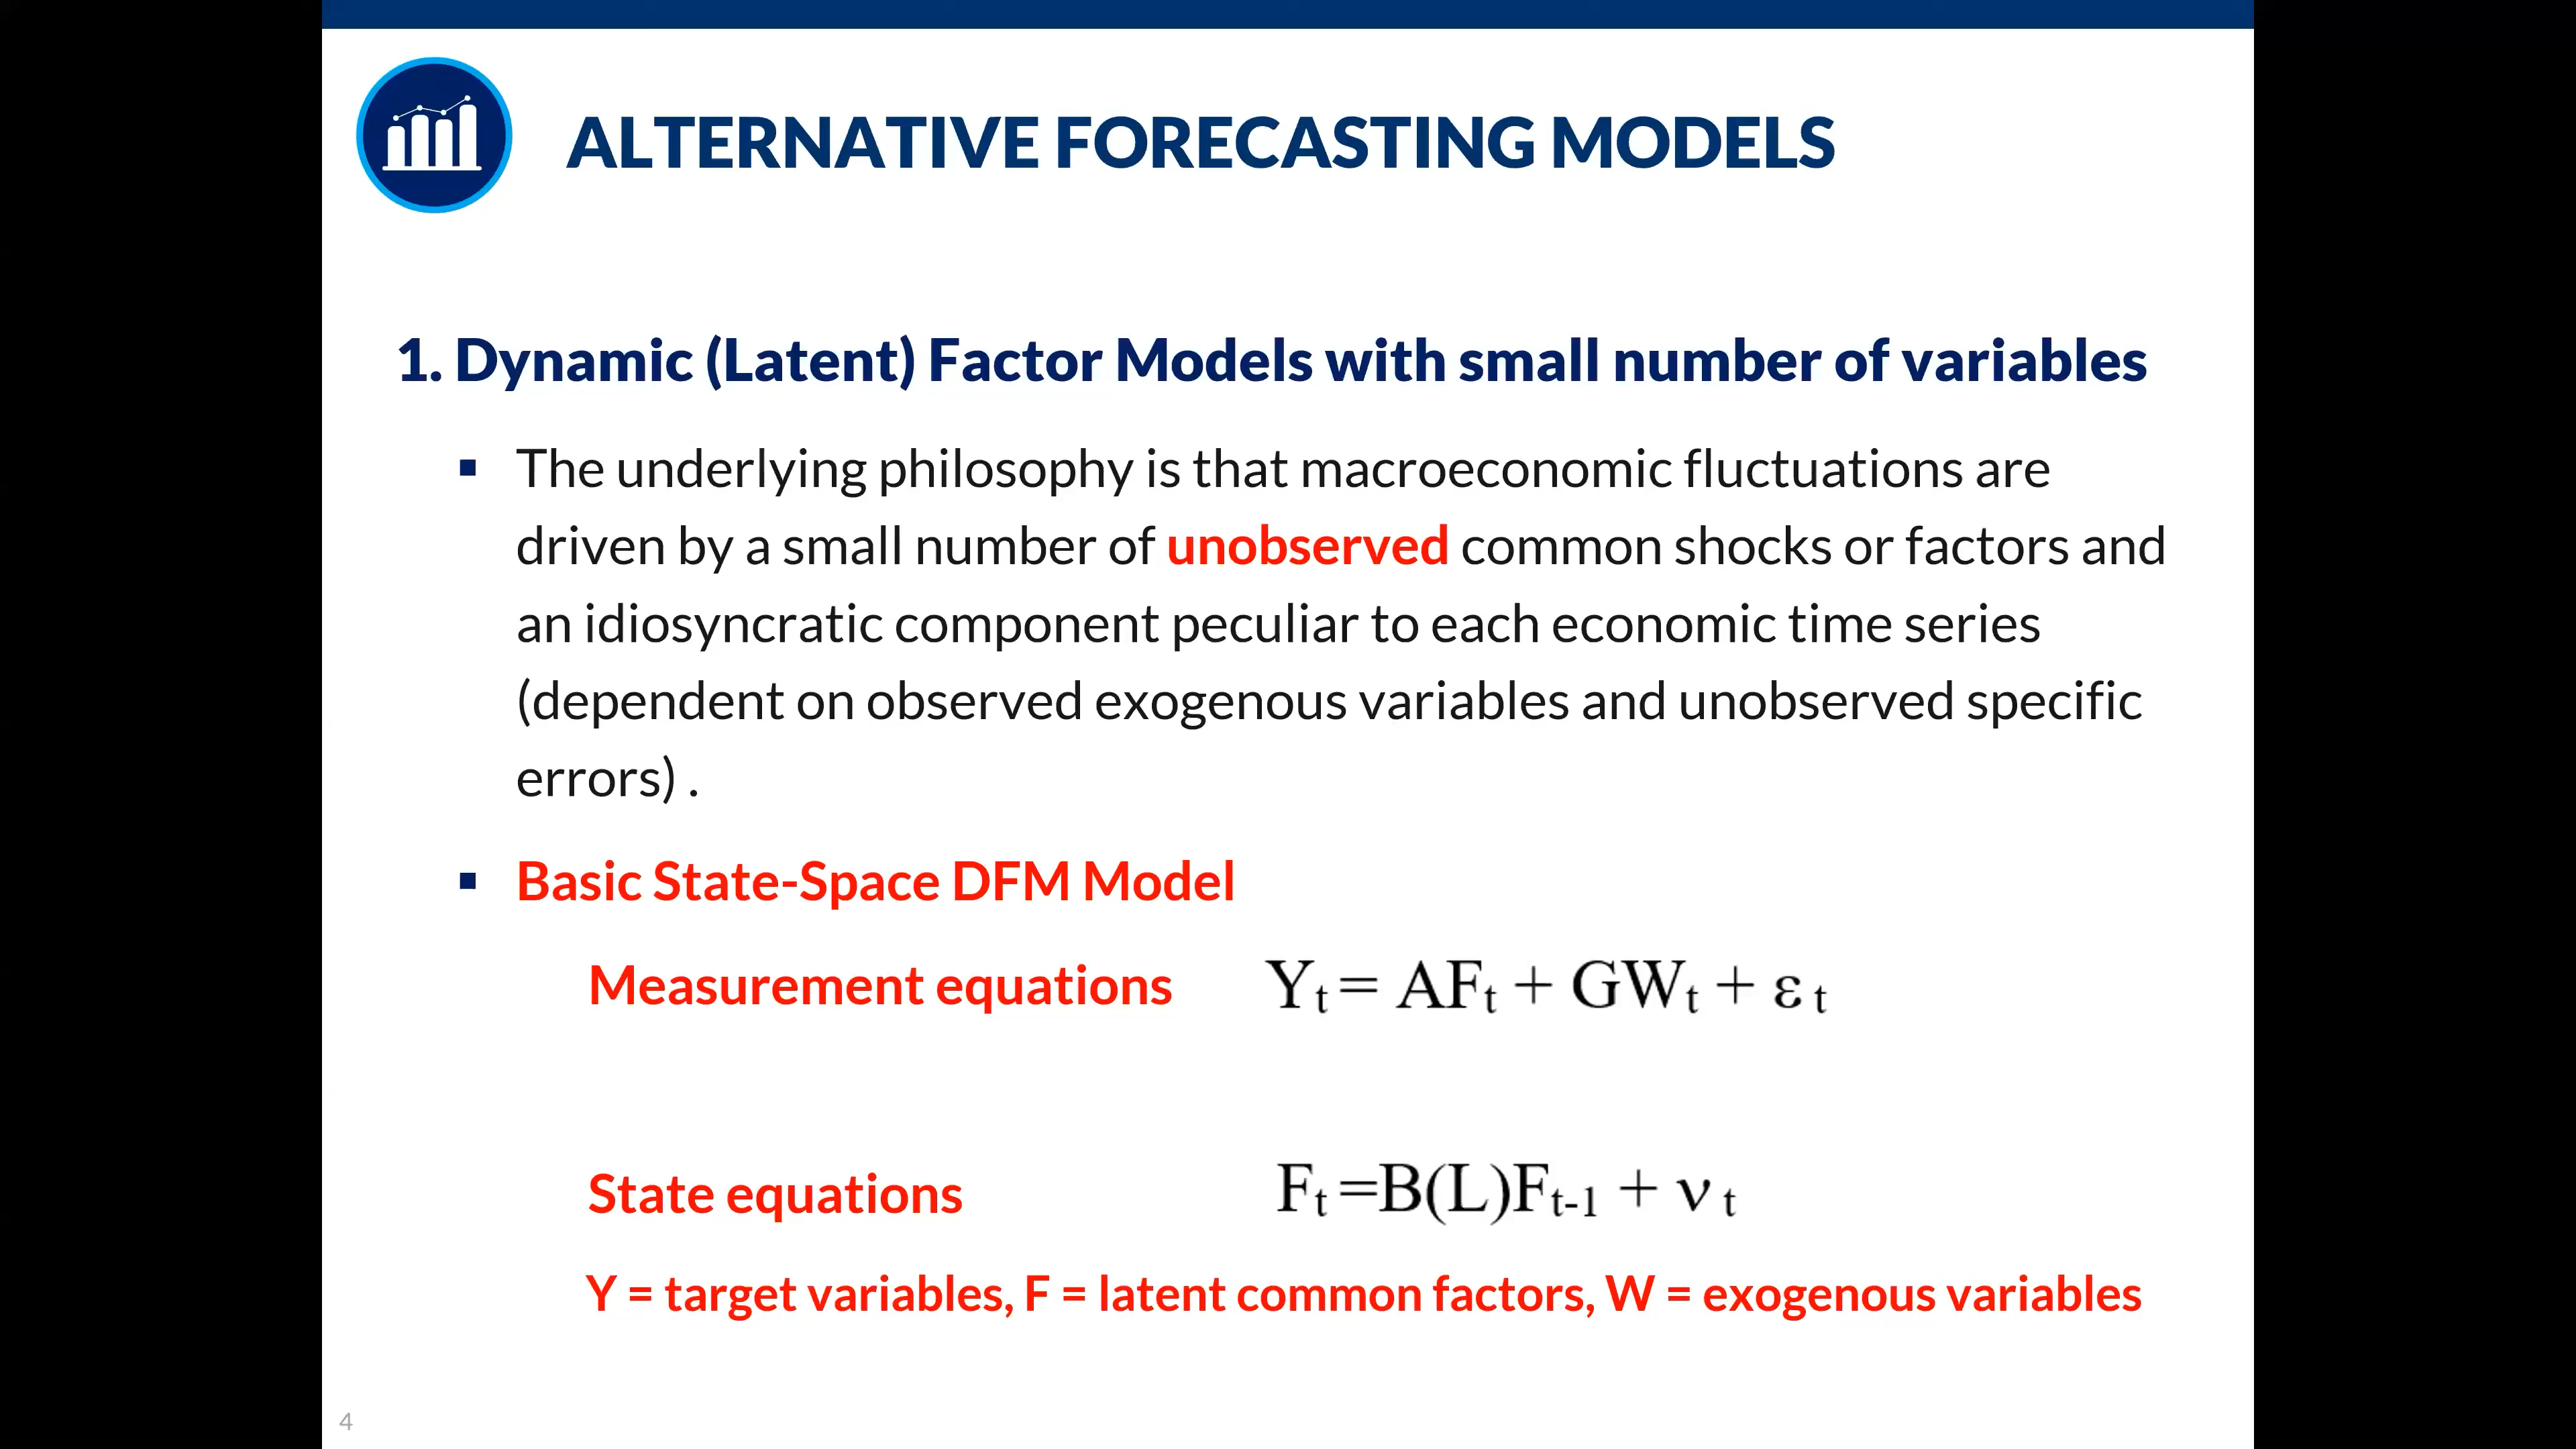 ALTERNATIVE FORECASTING MODELS
1. Dynamic (Latent) Factor Models with small number of variables
▪ The underlying philosophy is that macroeconomic fluctuations are
driven by a small number of unobserved common shocks or factors and
an idiosyncratic component peculiar to each economic time series
(dependent on observed exogenous variables and unobserved specific
errors) .
▪ Basic State-Space DFM Model
Measurement equations Yₜ = AFₜ + GWₜ + ε ₜ
State equations Fₜ =B(L)Fₜ₋₁ + ν ₜ
Y = target variables, F = latent common factors, W = exogenous variables
4